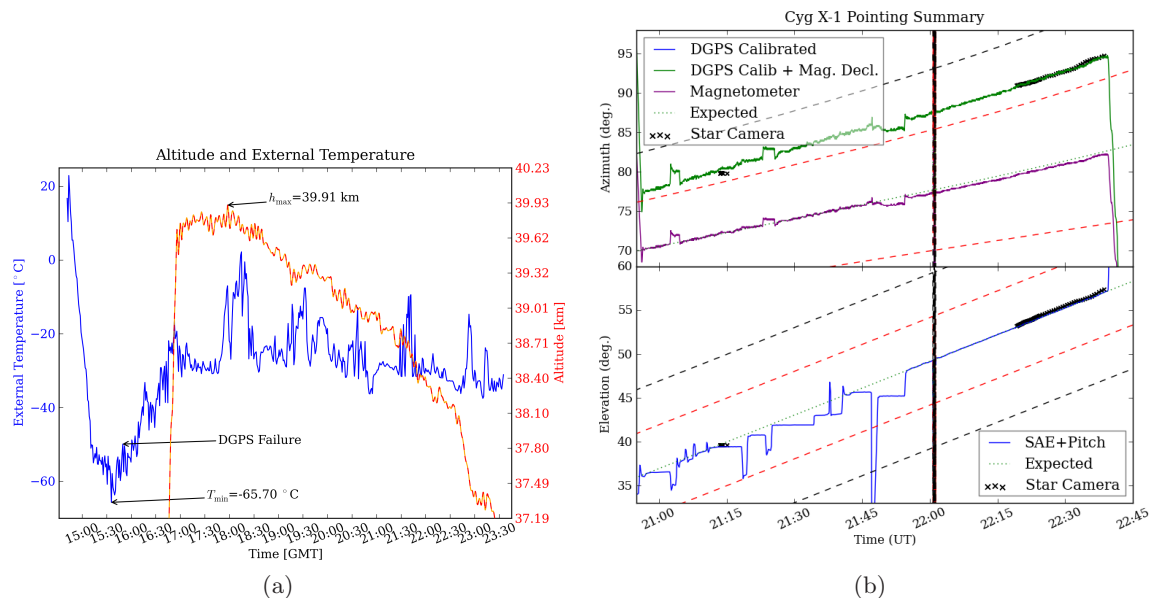 Altitude and External Temperature
External Temperature [°C]
20
0
−20
−40
−60
h_max=39.91 km
DGPS Failure
T_min=-65.70 °C
40.23
39.93
39.62
39.32
39.01
38.71
38.40
38.10
37.80
37.49
37.19
Altitude [km]
15:00
15:30
16:00
16:30
17:00
17:30
18:00
18:30
19:00
19:30
20:00
20:30
21:00
21:30
22:00
22:30
23:00
23:30
Time [GMT]
(a)
Cyg X-1 Pointing Summary
Azimuth (deg.)
95
90
85
80
75
70
60
DGPS Calibrated
DGPS Calib + Mag. Decl.
Magnetometer
Expected
Star Camera
Elevation (deg.)
55
50
45
40
35
SAE+Pitch
Expected
Star Camera
21:00
21:15
21:30
21:45
22:00
22:15
22:30
22:45
Time (UT)
(b)